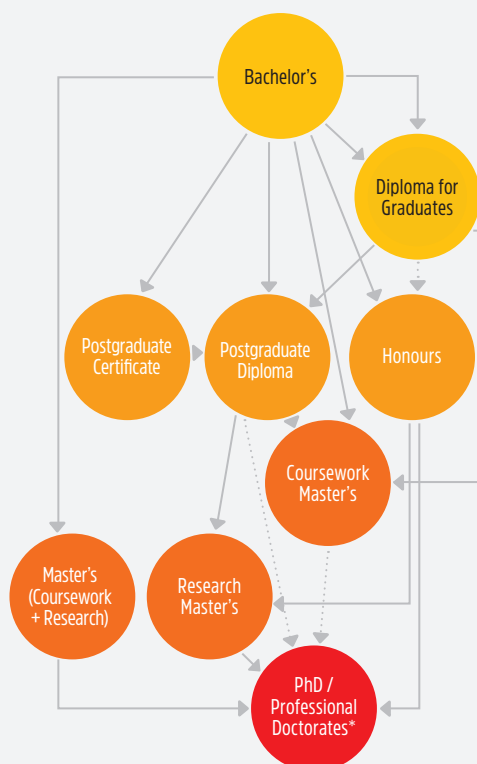 Bachelor's
Diploma for
Graduates
Postgraduate
Certificate
Postgraduate
Diploma
Honours
Coursework
Master's
Master's
(Coursework
+ Research)
Research
Master's
PhD /
Professional
Doctorates*